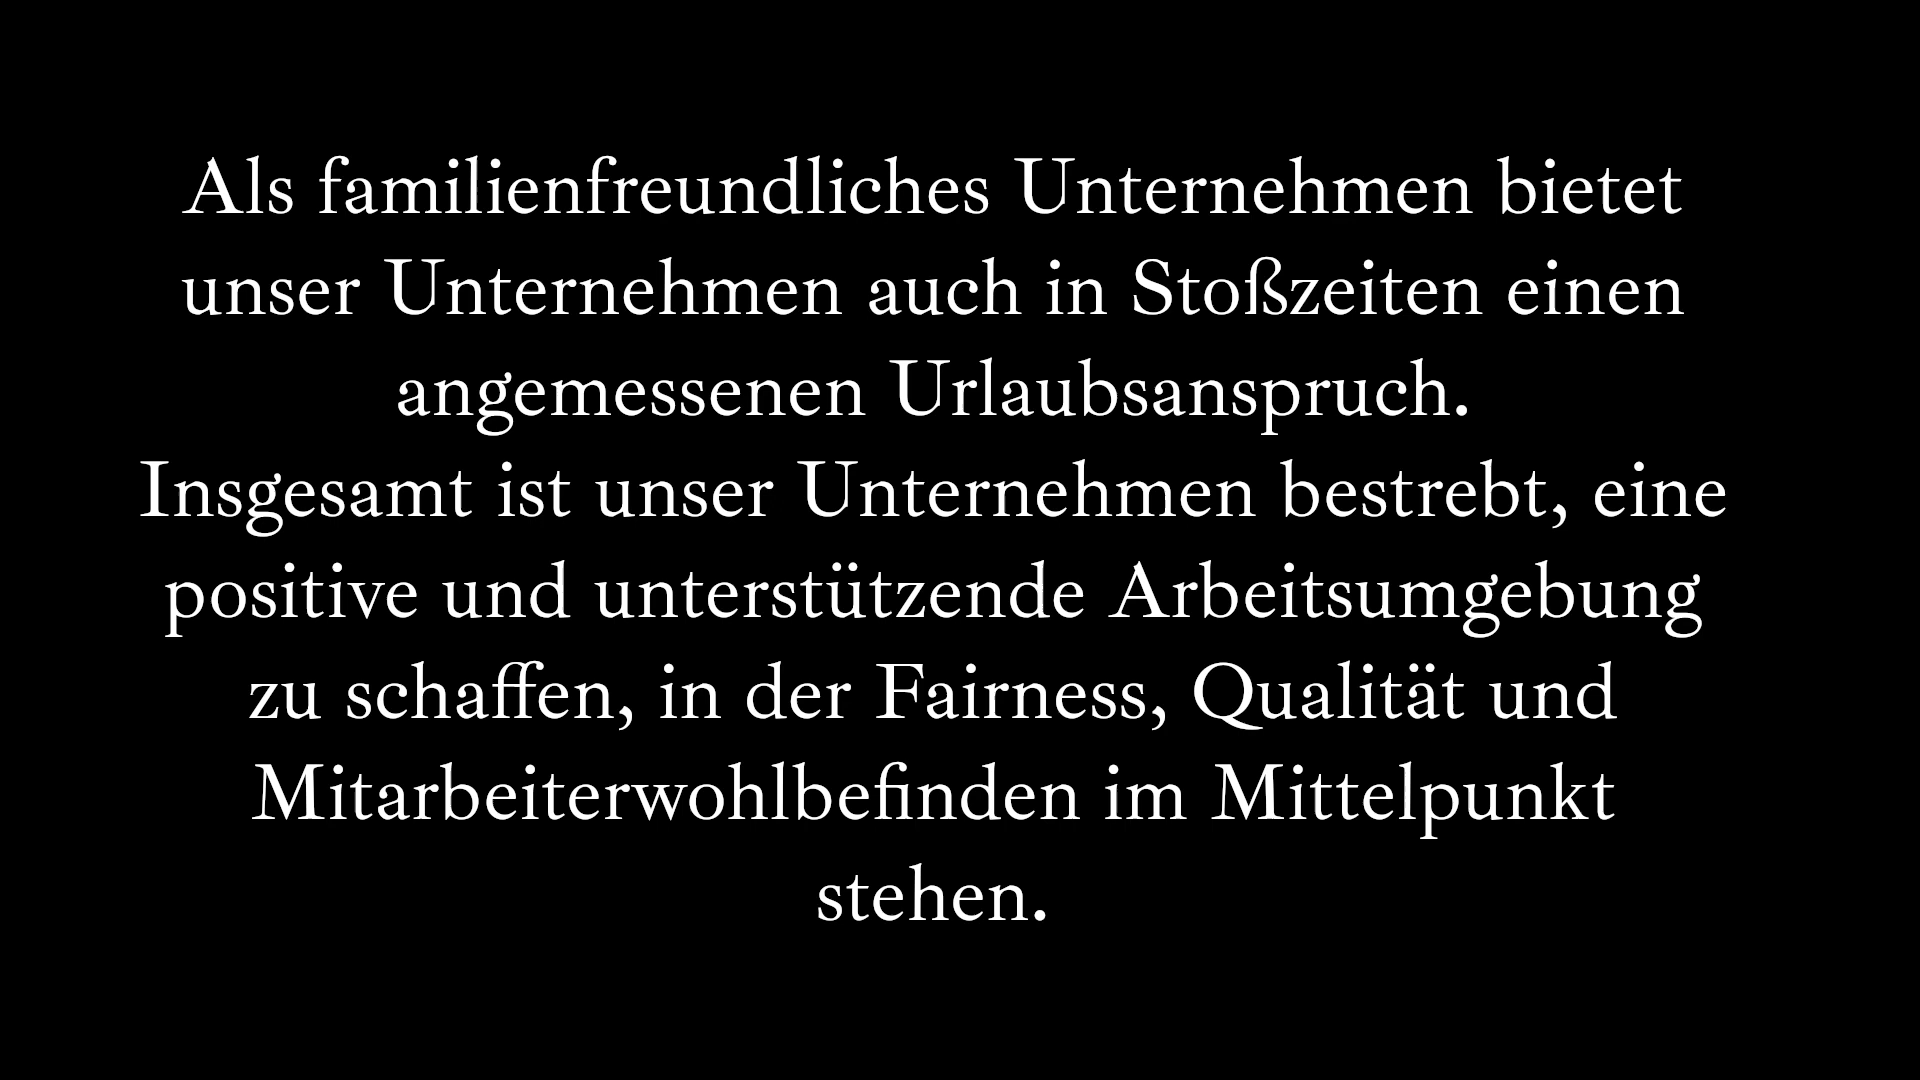 Als familienfreundliches Unternehmen bietet
unser Unternehmen auch in Stoßzeiten einen
angemessenen Urlaubsanspruch.
Insgesamt ist unser Unternehmen bestrebt, eine
positive und unterstützende Arbeitsumgebung
zu schaffen, in der Fairness, Qualität und
Mitarbeiterwohlbefinden im Mittelpunkt
stehen.